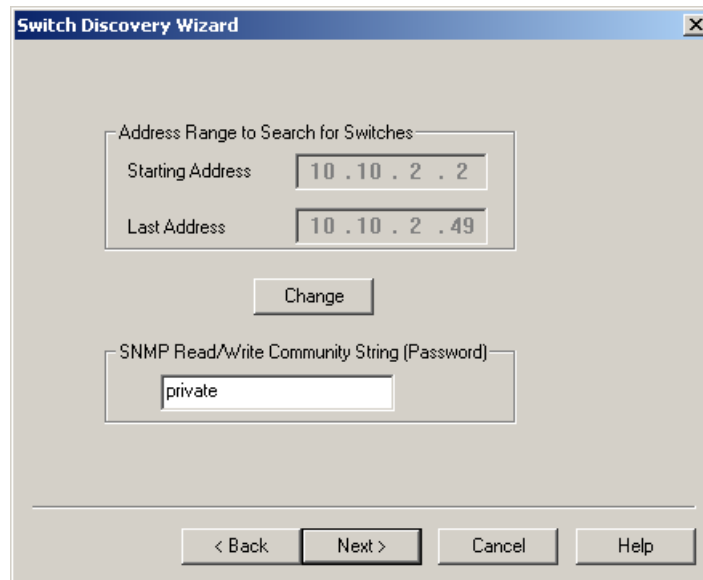 Switch Discovery Wizard
Address Range to Search for Switches
Starting Address 10 . 10 . 2 . 2
Last Address 10 . 10 . 2 . 49
Change
SNMP Read/Write Community String (Password)
private
< Back Next > Cancel Help